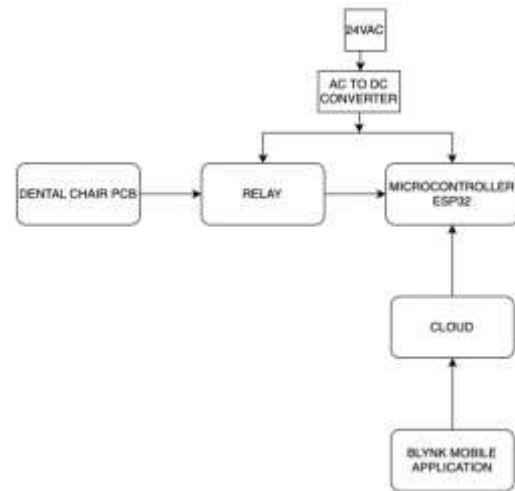 24VAC
AC TO DC
CONVERTER
DENTAL CHAIR PCB
RELAY
MICROCONTROLLER
ESP32
CLOUD
BLYNK MOBILE
APPLICATION